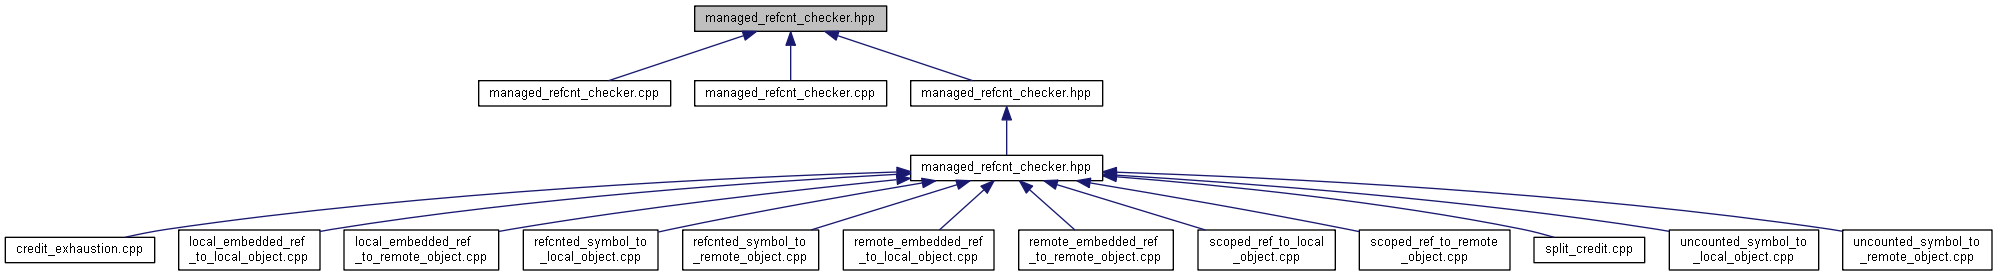 managed_refcnt_checker.hpp
managed_refcnt_checker.cpp
managed_refcnt_checker.cpp
managed_refcnt_checker.hpp
managed_refcnt_checker.hpp
credit_exhaustion.cpp
local_embedded_ref
_to_local_object.cpp
local_embedded_ref
_to_remote_object.cpp
refcnted_symbol_to
_local_object.cpp
refcnted_symbol_to
_remote_object.cpp
remote_embedded_ref
_to_local_object.cpp
remote_embedded_ref
_to_remote_object.cpp
scoped_ref_to_local
_object.cpp
scoped_ref_to_remote
_object.cpp
split_credit.cpp
uncounted_symbol_to
_local_object.cpp
uncounted_symbol_to
_remote_object.cpp